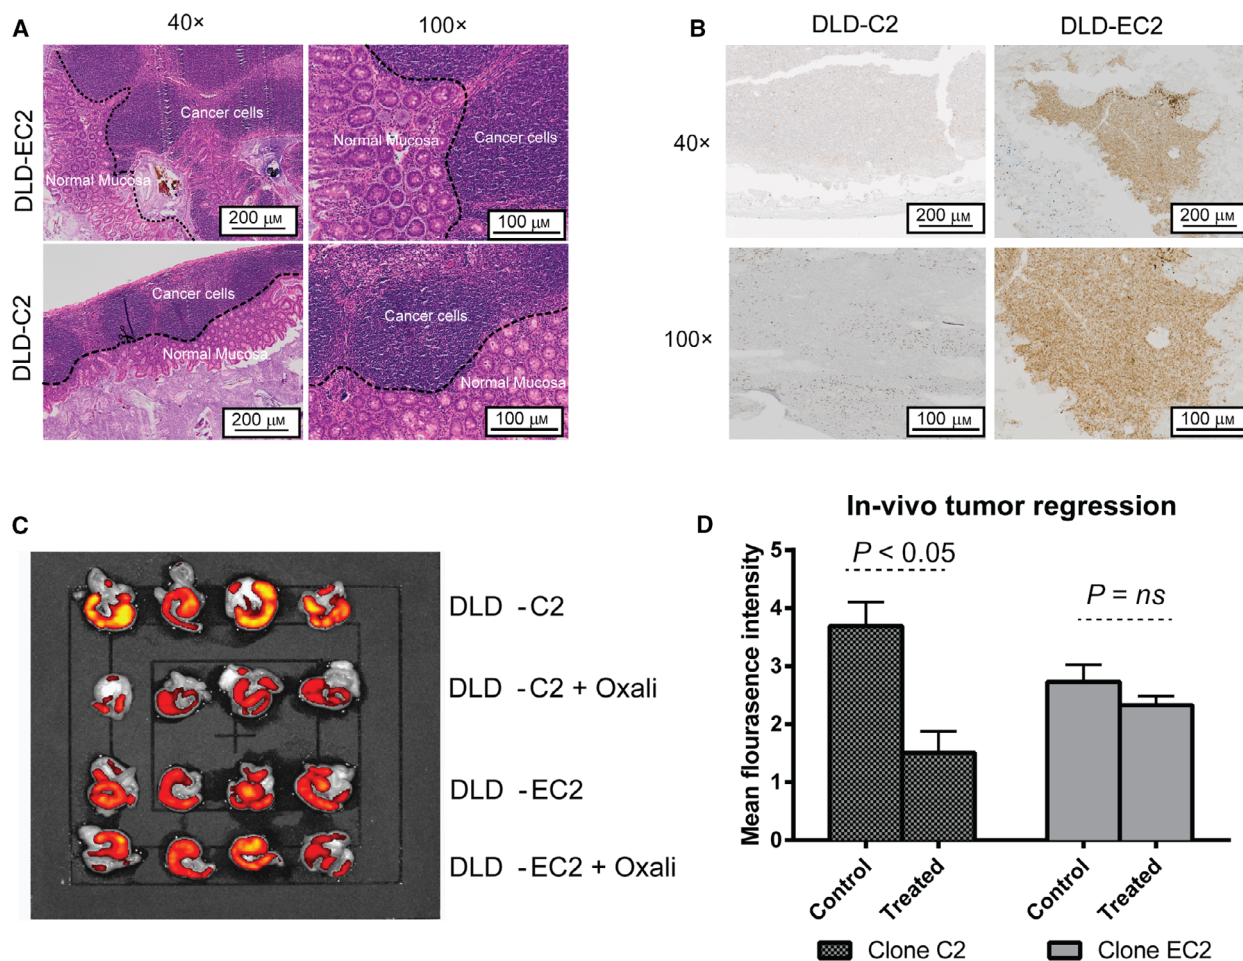 A
40×
100×
DLD-EC2
Cancer cells
Normal Mucosa
200 μM
Normal Mucosa
Cancer cells
100 μM
DLD-C2
Cancer cells
Normal Mucosa
200 μM
Cancer cells
Normal Mucosa
100 μM
B
DLD-C2
DLD-EC2
40×
200 μM
200 μM
100×
100 μM
100 μM
C
DLD -C2
DLD -C2 + Oxali
DLD -EC2
DLD -EC2 + Oxali
D
In-vivo tumor regression
Mean flourasence intensity
5
4
3
2
1
0
P < 0.05
P = ns
Control
Treated
Control
Treated
Clone C2
Clone EC2